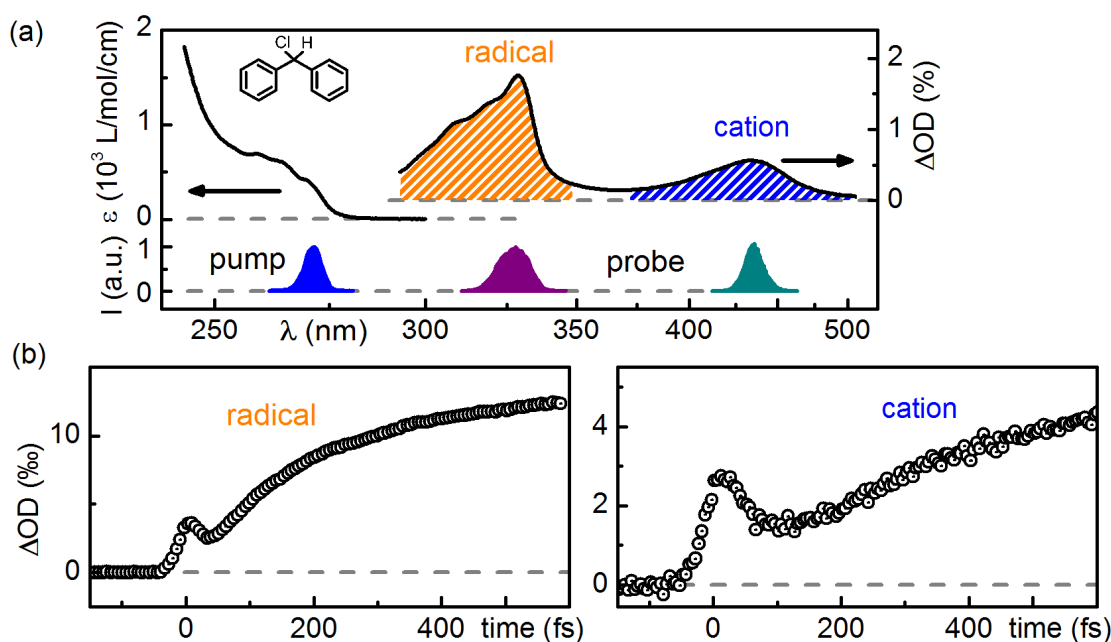 (a)
ε (10³ L/mol/cm)
2
1
0
Cl H
radical
cation
2
1
0
ΔOD (%)
I (a.u.)
1
0
pump
probe
250 λ (nm) 300 350 400 500
(b)
ΔOD (‰)
10
0
radical
0 200 400 time (fs)
4
2
0
cation
0 200 400 time (fs)